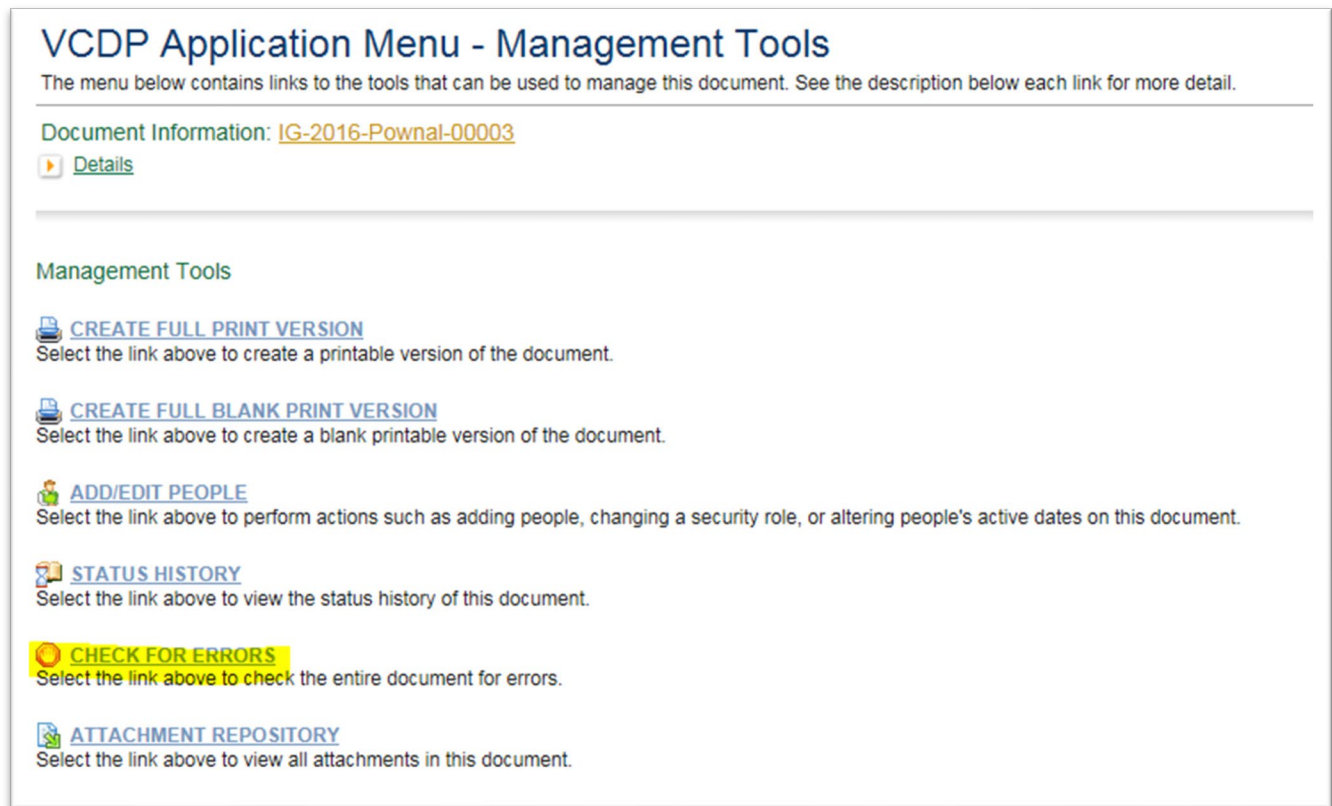 VCDP Application Menu - Management Tools
The menu below contains links to the tools that can be used to manage this document. See the description below each link for more detail.
Document Information: IG-2016-Pownal-00003
Details
Management Tools
CREATE FULL PRINT VERSION
Select the link above to create a printable version of the document.
CREATE FULL BLANK PRINT VERSION
Select the link above to create a blank printable version of the document.
ADD/EDIT PEOPLE
Select the link above to perform actions such as adding people, changing a security role, or altering people's active dates on this document.
STATUS HISTORY
Select the link above to view the status history of this document.
CHECK FOR ERRORS
Select the link above to check the entire document for errors.
ATTACHMENT REPOSITORY
Select the link above to view all attachments in this document.